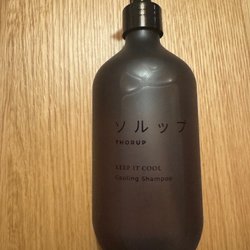 ソルップ
THORUP
KEEP IT COOL
Cooling Shampoo